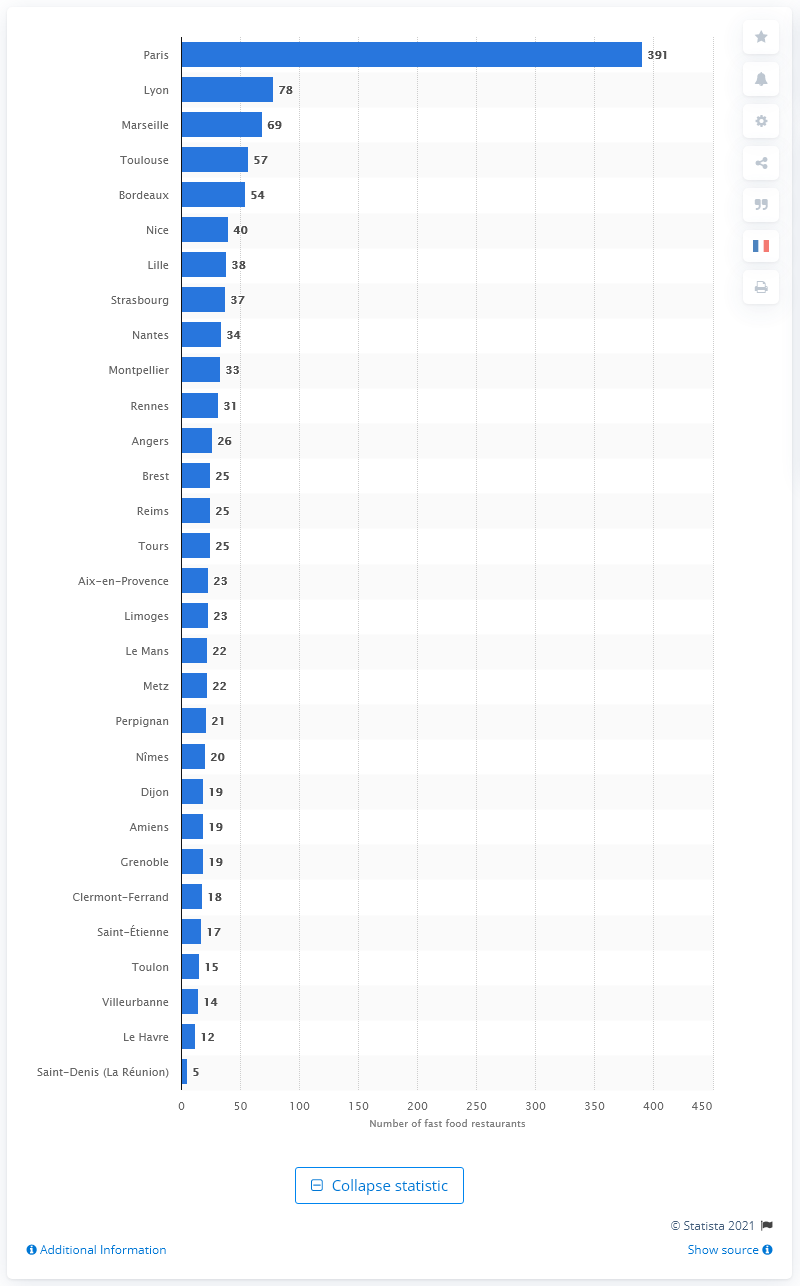 Paris 391
Lyon 78
Marseille 69
Toulouse 57
Bordeaux 54
Nice 40
Lille 38
Strasbourg 37
Nantes 34
Montpellier 33
Rennes 31
Angers 26
Brest 25
Reims 25
Tours 25
Aix-en-Provence 23
Limoges 23
Le Mans 22
Metz 22
Perpignan 21
Nîmes 20
Dijon 19
Amiens 19
Grenoble 19
Clermont-Ferrand 18
Saint-Étienne 17
Toulon 15
Villeurbanne 14
Le Havre 12
Saint-Denis (La Réunion) 5
0 50 100 150 200 250 300 350 400 450
Number of fast food restaurants
Collapse statistic
© Statista 2021
Additional Information Show source